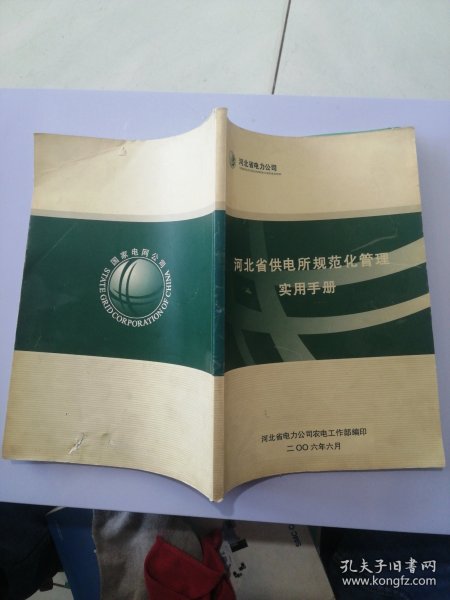 国家电网公司
STATE GRID CORPORATION OF CHINA
河北省电力公司
河北省供电所规范化管理
实用手册
河北省电力公司农电工作部编印
二〇〇六年六月
孔夫子旧书网
www.kongfz.com